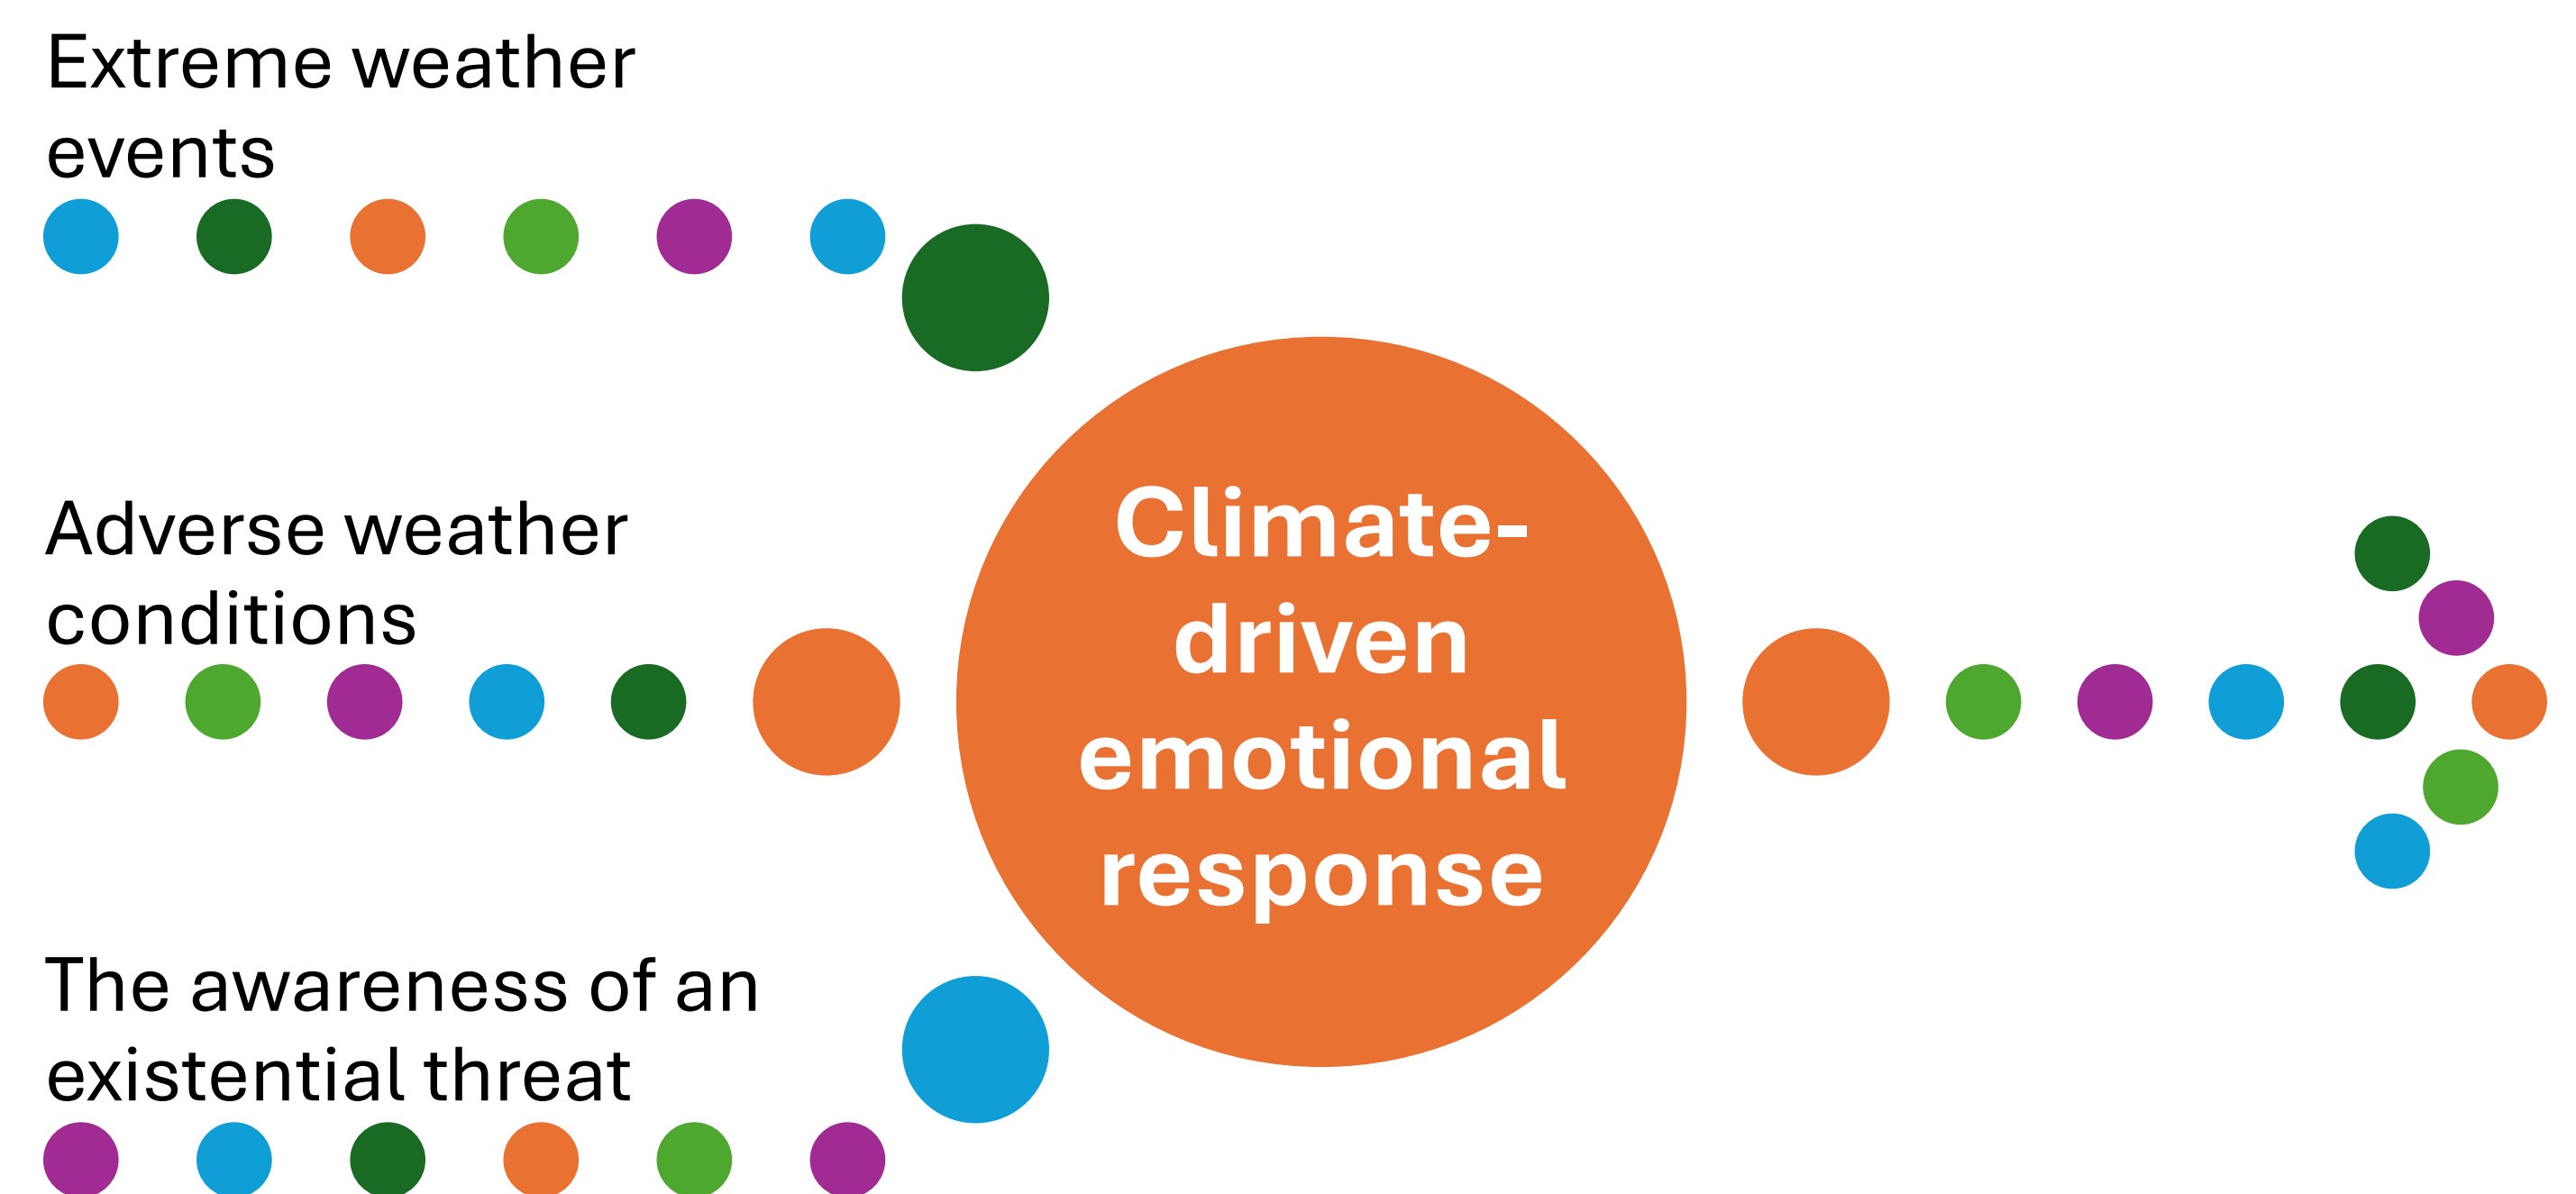 Extreme weather
events
Adverse weather
conditions
The awareness of an
existential threat
Climate-
driven
emotional
response